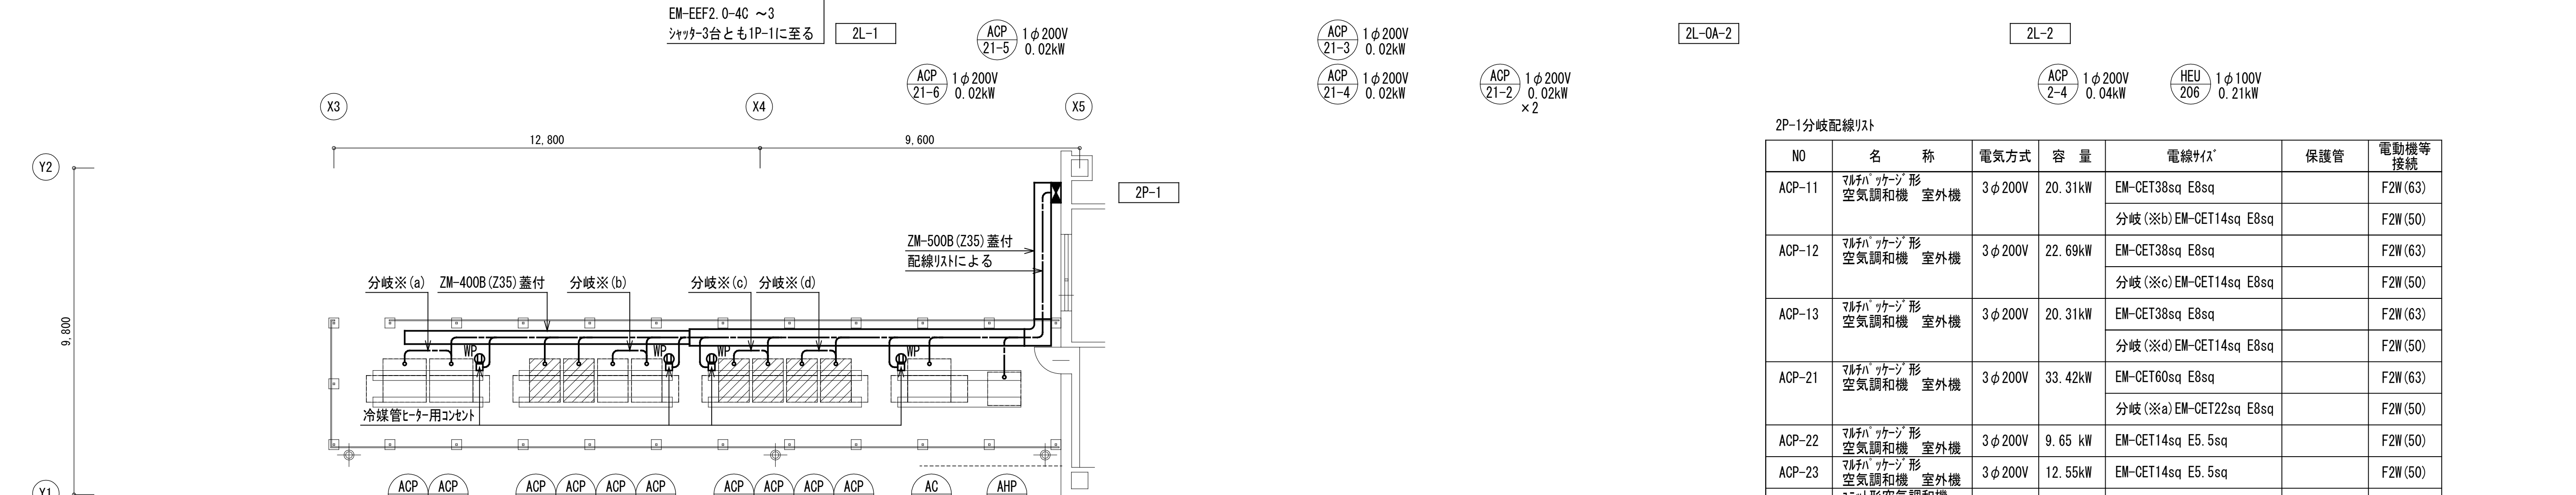 EM-EEF2.0-4C ～3
ｼｬｯﾀｰ3台とも1P-1に至る
2L-1
ACP
21-5
1φ200V
0.02kW
ACP
21-6
1φ200V
0.02kW
ACP
21-3
1φ200V
0.02kW
ACP
21-4
1φ200V
0.02kW
ACP
21-2
1φ200V
0.02kW
×2
2L-OA-2
2L-2
ACP
2-4
1φ200V
0.04kW
HEU
206
1φ100V
0.21kW
X3
X4
X5
12,800
9,600
Y2
9,800
2P-1
ZM-500B(Z35)蓋付
配線ﾘｽﾄによる
分岐※(a)
ZM-400B(Z35)蓋付
分岐※(b)
分岐※(c)
分岐※(d)
WP
WP
WP
WP
冷媒管ﾋｰﾀｰ用ｺﾝｾﾝﾄ
ACP
ACP
ACP
ACP
ACP
ACP
ACP
ACP
ACP
ACP
AC
AHP
2P-1分岐配線ﾘｽﾄ
NO 名 称 電気方式 容 量 電線ｻｲｽﾞ 保護管 電動機等
接続
ACP-11 ﾏﾙﾁﾊﾟｯｹｰｼﾞ形
空気調和機 室外機 3φ200V 20.31kW EM-CET38sq E8sq F2W(63)
分岐(※b)EM-CET14sq E8sq F2W(50)
ACP-12 ﾏﾙﾁﾊﾟｯｹｰｼﾞ形
空気調和機 室外機 3φ200V 22.69kW EM-CET38sq E8sq F2W(63)
分岐(※c)EM-CET14sq E8sq F2W(50)
ACP-13 ﾏﾙﾁﾊﾟｯｹｰｼﾞ形
空気調和機 室外機 3φ200V 20.31kW EM-CET38sq E8sq F2W(63)
分岐(※d)EM-CET14sq E8sq F2W(50)
ACP-21 ﾏﾙﾁﾊﾟｯｹｰｼﾞ形
空気調和機 室外機 3φ200V 33.42kW EM-CET60sq E8sq F2W(63)
分岐(※a)EM-CET22sq E8sq F2W(50)
ACP-22 ﾏﾙﾁﾊﾟｯｹｰｼﾞ形
空気調和機 室外機 3φ200V 9.65 kW EM-CET14sq E5.5sq F2W(50)
ACP-23 ﾏﾙﾁﾊﾟｯｹｰｼﾞ形
空気調和機 室外機 3φ200V 12.55kW EM-CET14sq E5.5sq F2W(50)